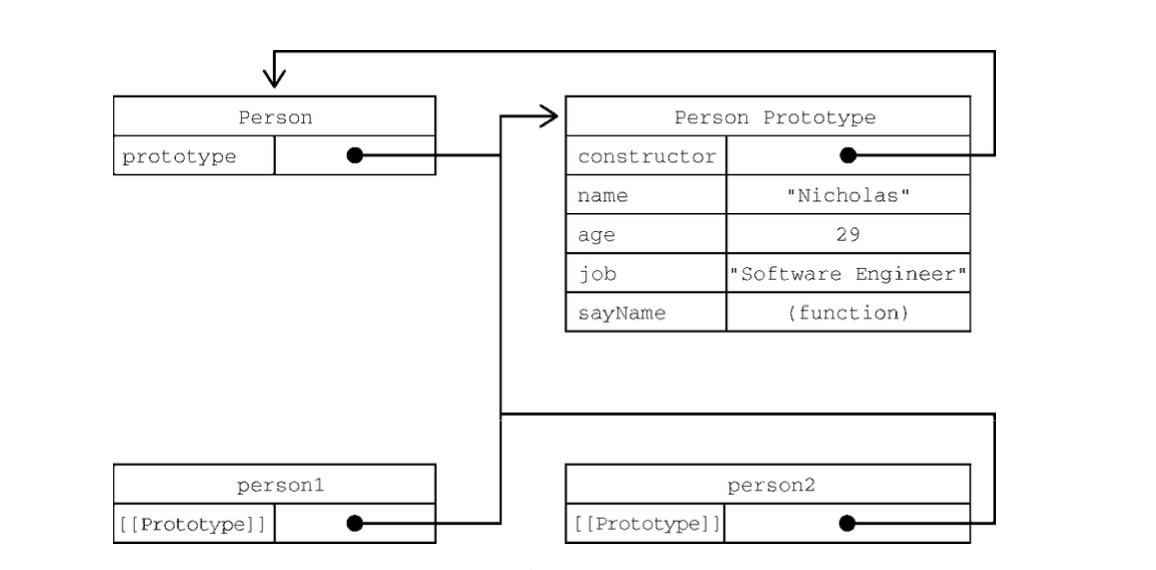 Person
prototype
Person Prototype
constructor
name "Nicholas"
age 29
job "Software Engineer"
sayName (function)
person1
[[Prototype]]
person2
[[Prototype]]